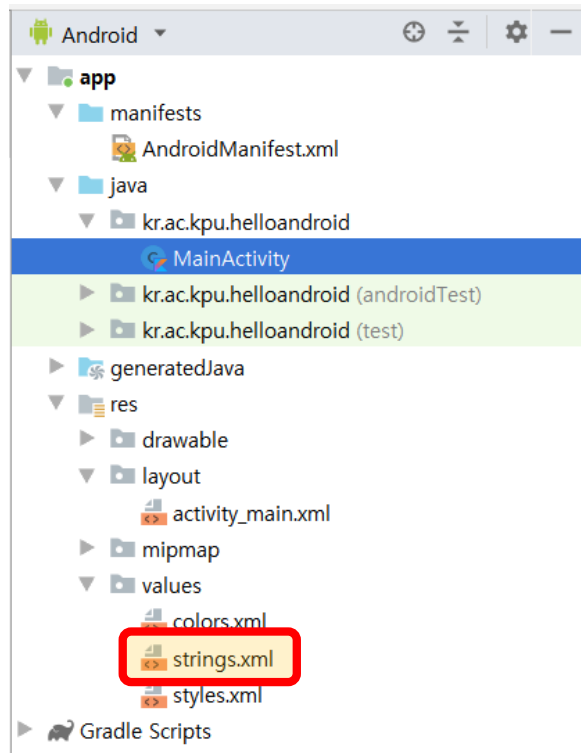 Android
app
manifests
AndroidManifest.xml
java
kr.ac.kpu.helloandroid
MainActivity
kr.ac.kpu.helloandroid (androidTest)
kr.ac.kpu.helloandroid (test)
generatedJava
res
drawable
layout
activity_main.xml
mipmap
values
colors.xml
strings.xml
styles.xml
Gradle Scripts